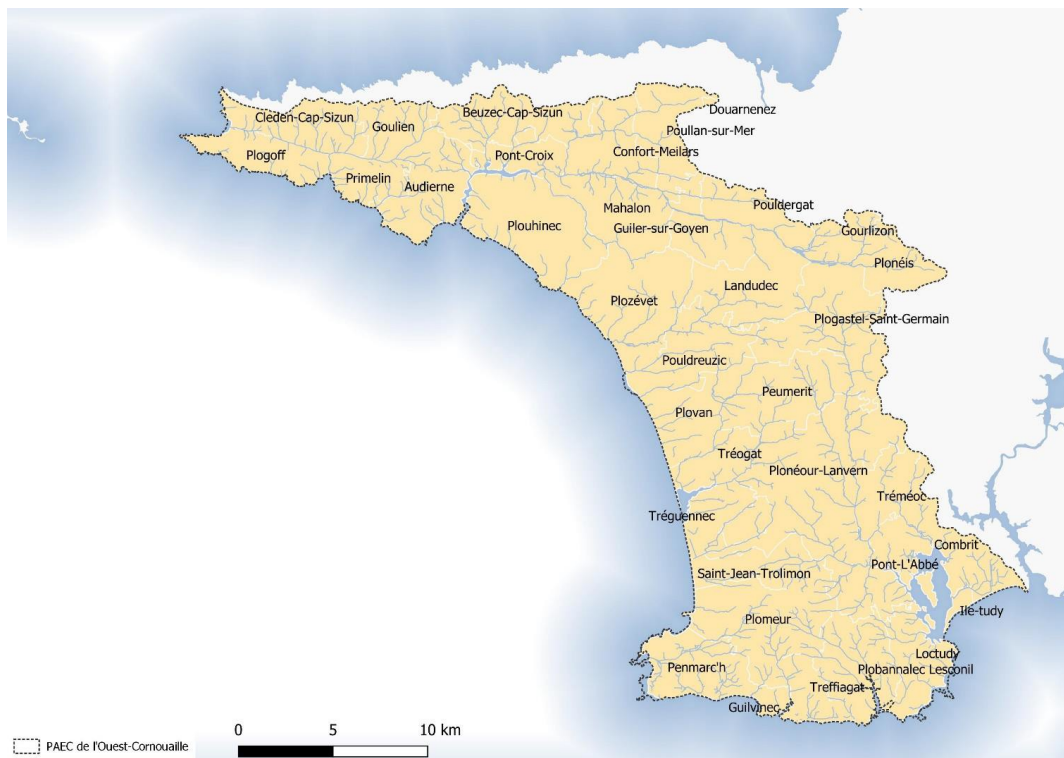 Douarnenez
Cleden-Cap-Sizun
Beuzec-Cap-Sizun
Goulien
Poullan-sur-Mer
Plogoff
Pont-Croix
Confort-Meilars
Primelin
Audierne
Mahalon
Pouldergat
Plouhinec
Guiler-sur-Goyen
Gourlizon
Plonéis
Landudec
Plozévet
Plogastel-Saint-Germain
Pouldreuzic
Peumerit
Plovan
Tréogat
Plonéour-Lanvern
Tréméoc
Tréguennec
Combrit
Pont-L'Abbé
Saint-Jean-Trolimon
Ile-tudy
Plomeur
Loctudy
Penmarc'h
Plobannalec Lesconil
Treffiagat
Guilvinec
0 5 10 km
PAEC de l'Ouest-Cornouaille